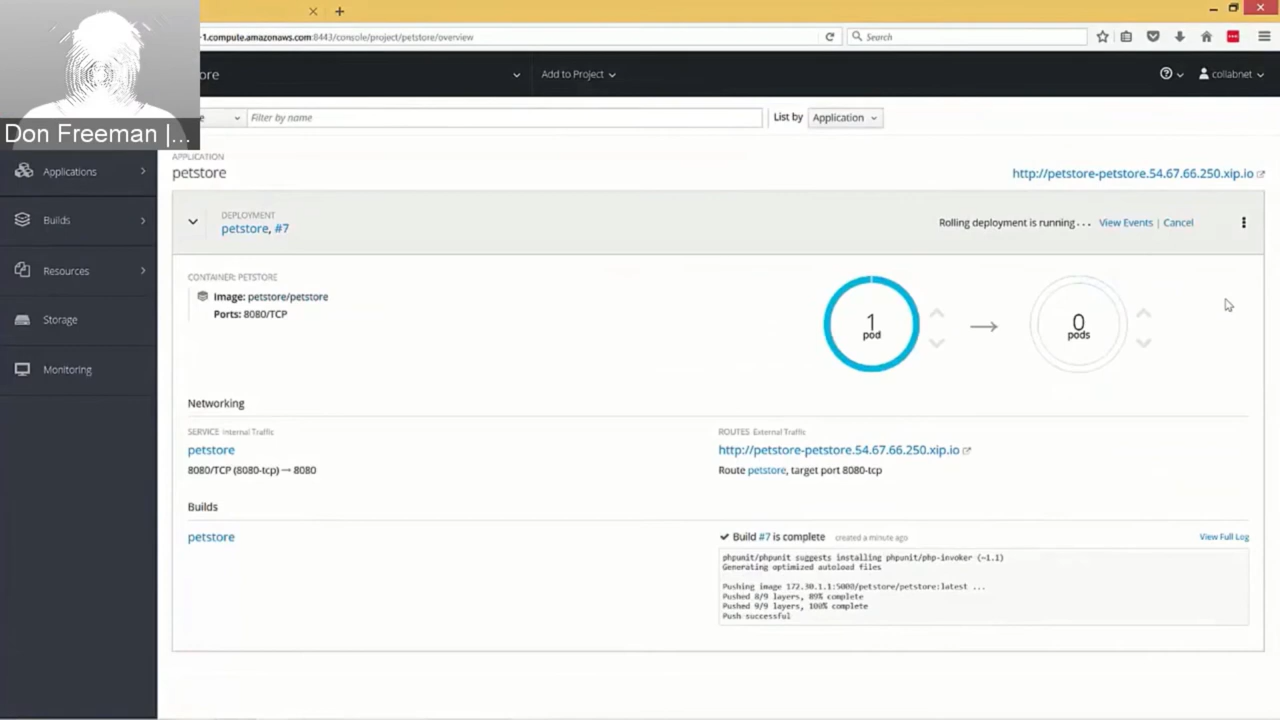 -1.compute.amazonaws.com:8443/console/project/petstore/overview
Search
ore
Add to Project
collabnet
Don Freeman |...
e
Filter by name
List by
Application
Applications
Builds
Resources
Storage
Monitoring
APPLICATION
petstore
http://petstore-petstore.54.67.66.250.xip.io
DEPLOYMENT
petstore, #7
Rolling deployment is running... View Events | Cancel
CONTAINER: PETSTORE
Image: petstore/petstore
Ports: 8080/TCP
1
pod
0
pods
Networking
SERVICE Internal Traffic
petstore
8080/TCP (8080-tcp) → 8080
ROUTES External Traffic
http://petstore-petstore.54.67.66.250.xip.io
Route petstore, target port 8080-tcp
Builds
petstore
Build #7 is complete created a minute ago
View Full Log
phpunit/phpunit suggests installing phpunit/php-invoker (~1.1)
Generating optimized autoload files
Pushing image 172.30.1.1:5000/petstore/petstore:latest ...
Pushed 8/9 layers, 89% complete
Pushed 9/9 layers, 100% complete
Push successful